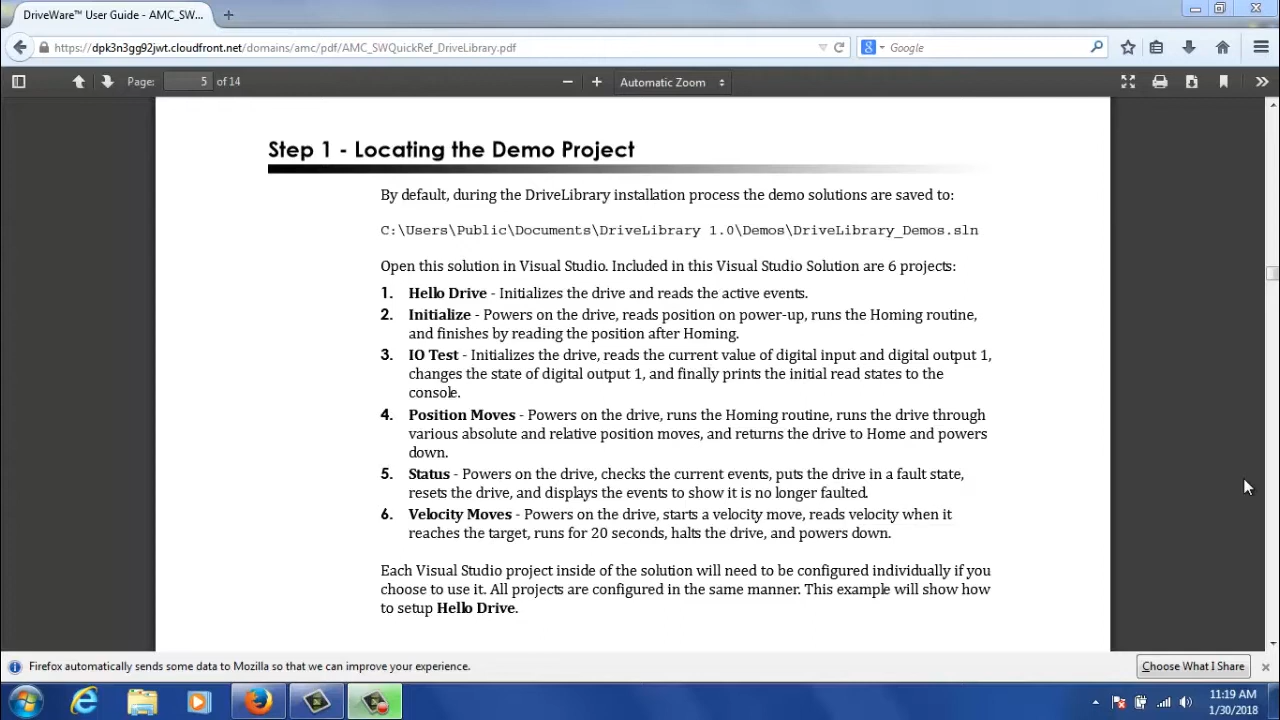 DriveWare™ User Guide - AMC_SW...
https://dpk3n3gg92jwt.cloudfront.net/domains/amc/pdf/AMC_SWQuickRef_DriveLibrary.pdf
Google
Page: 5 of 14
Automatic Zoom
Step 1 - Locating the Demo Project
By default, during the DriveLibrary installation process the demo solutions are saved to:
C:\Users\Public\Documents\DriveLibrary 1.0\Demos\DriveLibrary_Demos.sln
Open this solution in Visual Studio. Included in this Visual Studio Solution are 6 projects:
1. Hello Drive - Initializes the drive and reads the active events.
2. Initialize - Powers on the drive, reads position on power-up, runs the Homing routine,
and finishes by reading the position after Homing.
3. IO Test - Initializes the drive, reads the current value of digital input and digital output 1,
changes the state of digital output 1, and finally prints the initial read states to the
console.
4. Position Moves - Powers on the drive, runs the Homing routine, runs the drive through
various absolute and relative position moves, and returns the drive to Home and powers
down.
5. Status - Powers on the drive, checks the current events, puts the drive in a fault state,
resets the drive, and displays the events to show it is no longer faulted.
6. Velocity Moves - Powers on the drive, starts a velocity move, reads velocity when it
reaches the target, runs for 20 seconds, halts the drive, and powers down.
Each Visual Studio project inside of the solution will need to be configured individually if you
choose to use it. All projects are configured in the same manner. This example will show how
to setup Hello Drive.
Firefox automatically sends some data to Mozilla so that we can improve your experience.
Choose What I Share
11:19 AM
1/30/2018